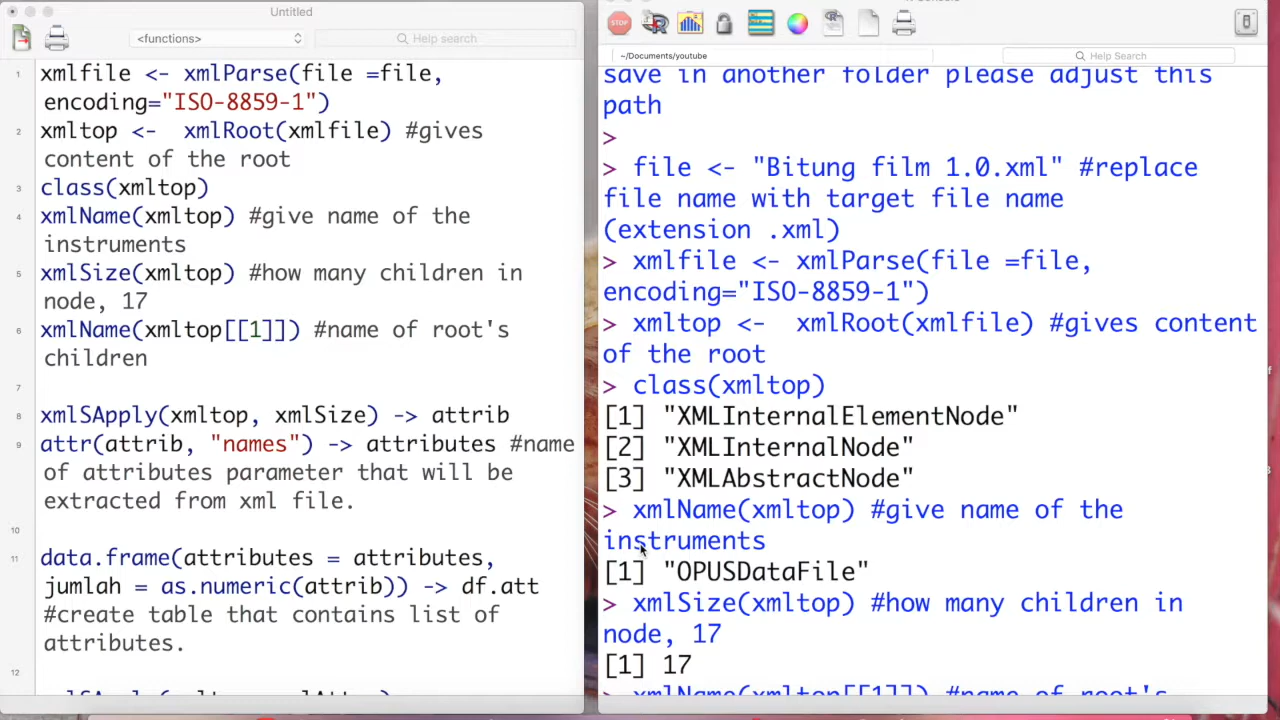 Untitled
<functions>
Help search
1 xmlfile <- xmlParse(file =file,
encoding="ISO-8859-1")
2 xmltop <-  xmlRoot(xmlfile) #gives
content of the root
3 class(xmltop)
4 xmlName(xmltop) #give name of the
instruments
5 xmlSize(xmltop) #how many children in
node, 17
6 xmlName(xmltop[[1]]) #name of root's
children
7
8 xmlSApply(xmltop, xmlSize) -> attrib
9 attr(attrib, "names") -> attributes #name
of attributes parameter that will be
extracted from xml file.
10
11 data.frame(attributes = attributes,
jumlah = as.numeric(attrib)) -> df.att
#create table that contains list of
attributes.
12
STOP
~/Documents/youtube
Help Search
save in another folder please adjust this
path
>
> file <- "Bitung film 1.0.xml" #replace
file name with target file name
(extension .xml)
> xmlfile <- xmlParse(file =file,
encoding="ISO-8859-1")
> xmltop <-  xmlRoot(xmlfile) #gives content
of the root
> class(xmltop)
[1] "XMLInternalElementNode"
[2] "XMLInternalNode"
[3] "XMLAbstractNode"
> xmlName(xmltop) #give name of the
instruments
[1] "OPUSDataFile"
> xmlSize(xmltop) #how many children in
node, 17
[1] 17
> xmlName(xmltop[[1]]) #name of root's